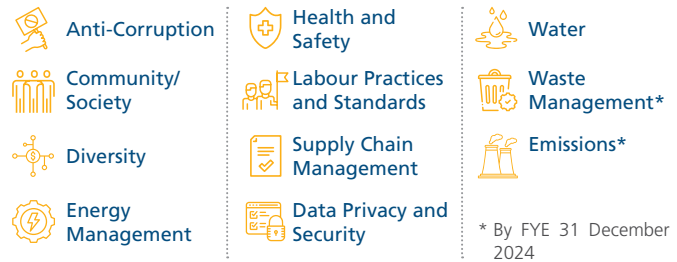 Anti-Corruption
Community/
Society
Diversity
Energy
Management
Health and
Safety
Labour Practices
and Standards
Supply Chain
Management
Data Privacy and
Security
Water
Waste
Management*
Emissions*
* By FYE 31 December
2024